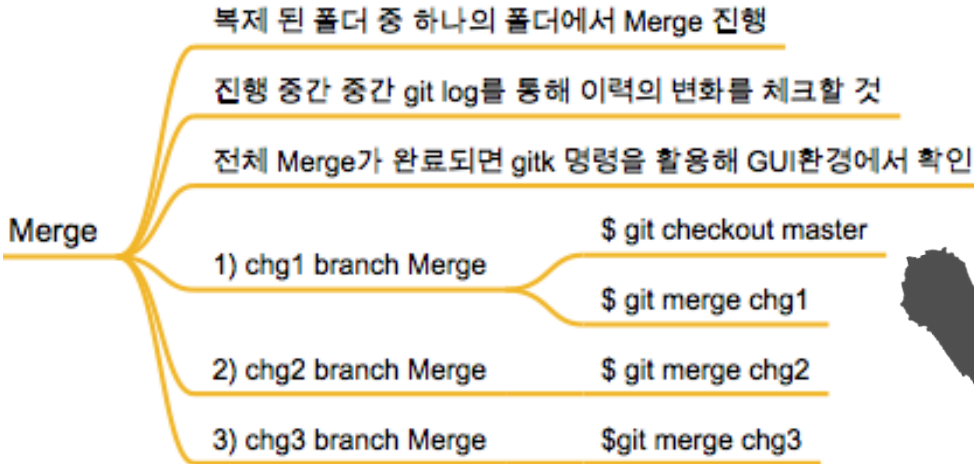 복제 된 폴더 중 하나의 폴더에서 Merge 진행
진행 중간 중간 git log를 통해 이력의 변화를 체크할 것
전체 Merge가 완료되면 gitk 명령을 활용해 GUI환경에서 확인
Merge
1) chg1 branch Merge
$ git checkout master
$ git merge chg1
2) chg2 branch Merge
$ git merge chg2
3) chg3 branch Merge
$git merge chg3